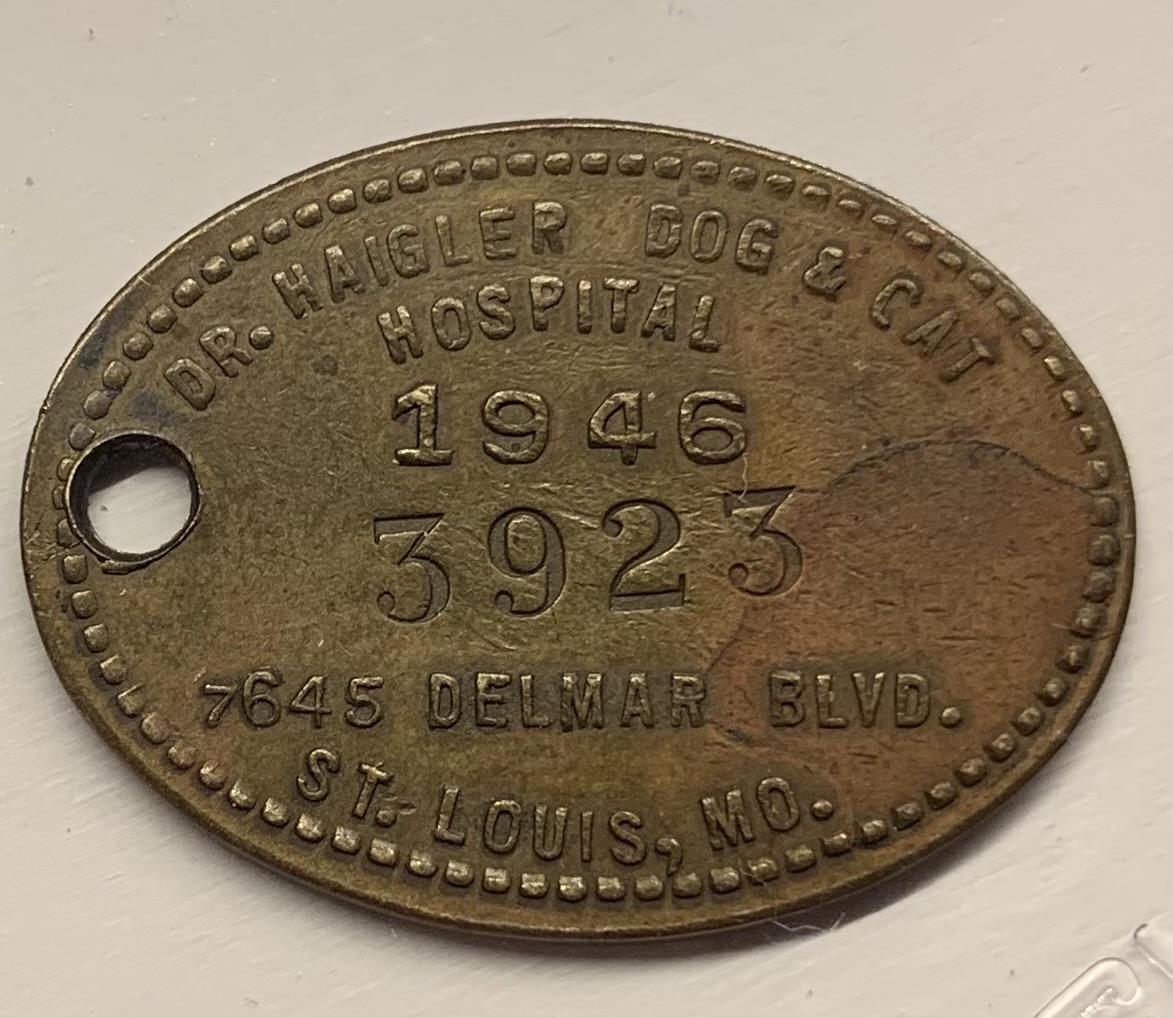 DR. HAIGLER DOG & CAT
HOSPITAL
1946
3923
7645 DELMAR BLVD.
ST. LOUIS, MO.